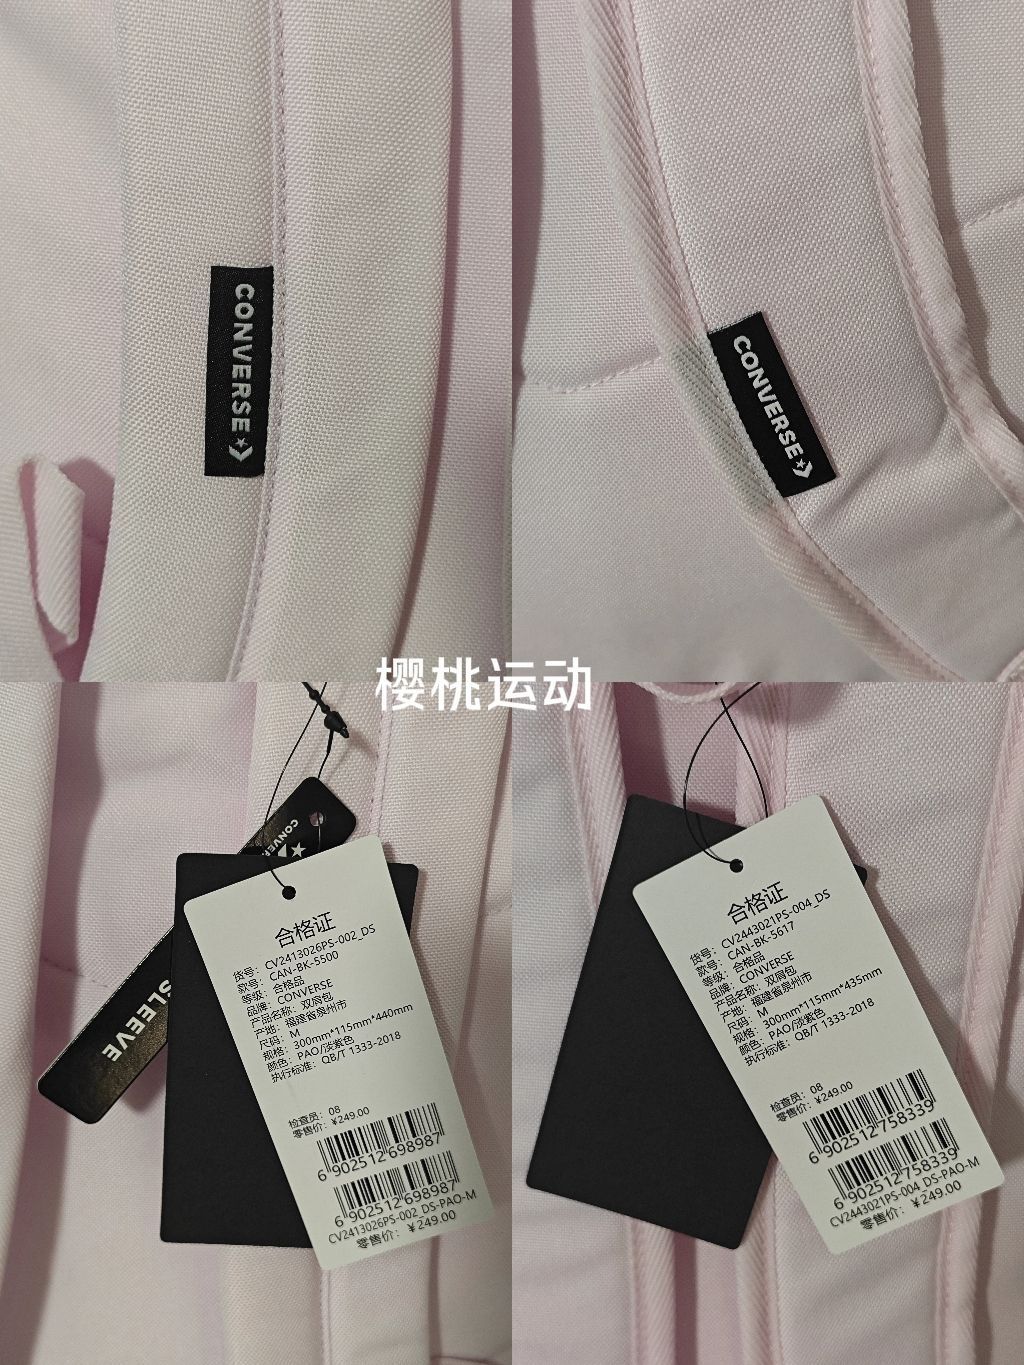 CONVERSE
CONVERSE
樱桃运动
CONVERSE
SLEEVE
合格证
货号：CV2413026PS-002_DS
款号：CAN-BK-5500
等级：合格品
品牌：CONVERSE
产品名称：双肩包
产地：福建省泉州市
尺码：M
规格：300mm*115mm*440mm
颜色：PAO/淡紫色
执行标准：QB/T 1333-2018
检查员：08
零售价：¥249.00
6 902512 698987
6 902512 698987
CV2413026PS-002_DS-PAO-M
零售价：¥249.00
合格证
货号：CV2443021PS-004_DS
款号：CAN-BK-5617
等级：合格品
品牌：CONVERSE
产品名称：双肩包
产地：福建省泉州市
尺码：M
规格：300mm*115mm*435mm
颜色：PAO/淡紫色
执行标准：QB/T 1333-2018
检查员：08
零售价：¥249.00
6 902512 758339
6 902512 758339
CV2443021PS-004_DS-PAO-M
零售价：¥249.00